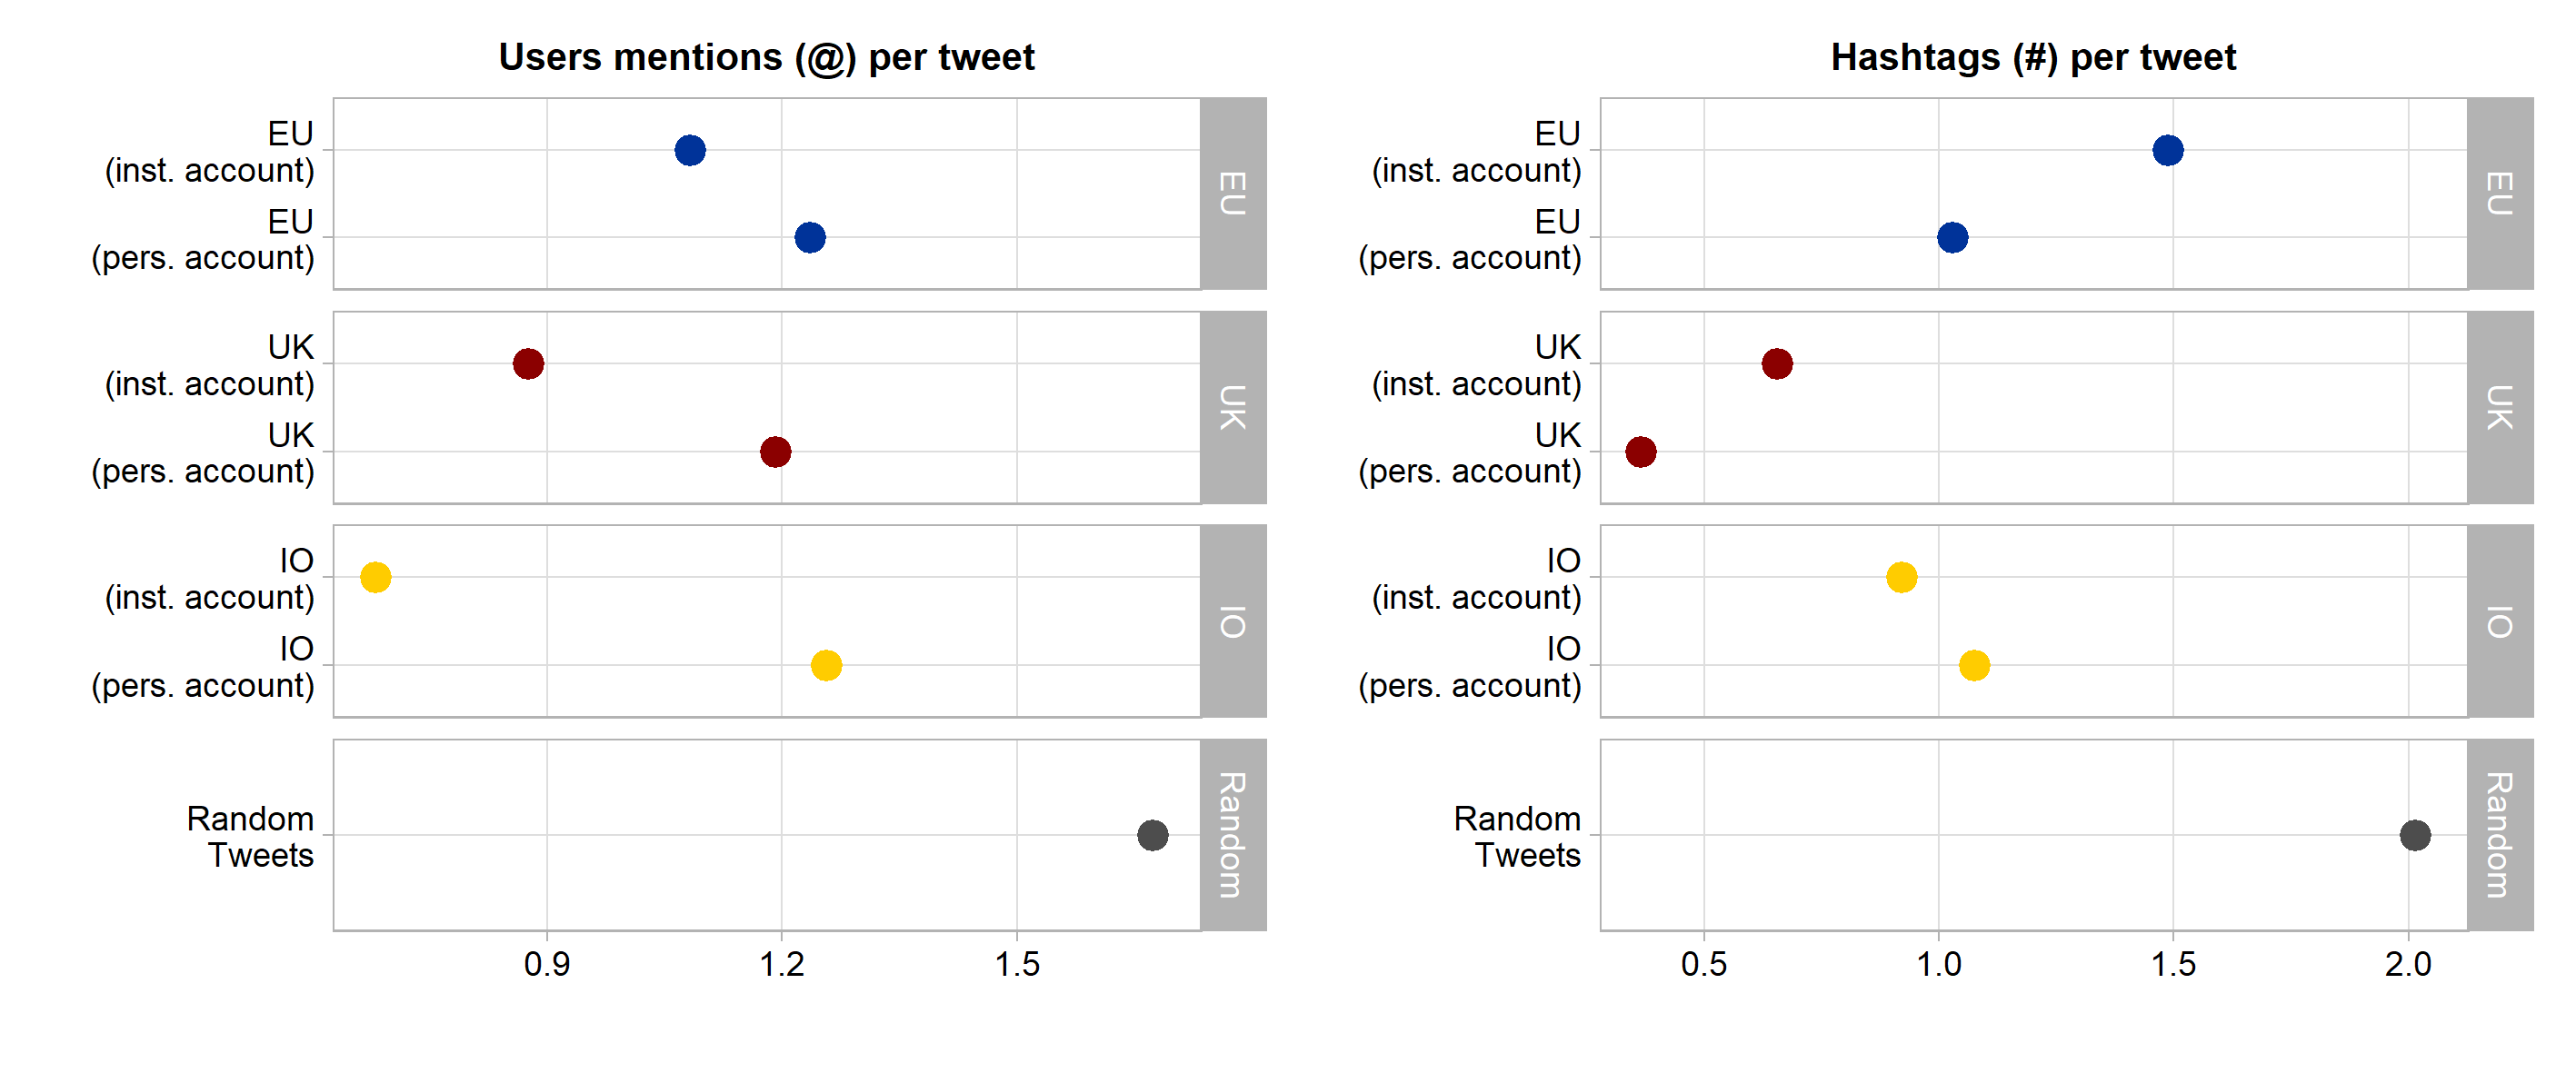 Users mentions (@) per tweet
EU
(inst. account)
EU
(pers. account)
EU
UK
(inst. account)
UK
(pers. account)
UK
IO
(inst. account)
IO
(pers. account)
IO
Random
Tweets
Random
0.9 1.2 1.5
Hashtags (#) per tweet
EU
(inst. account)
EU
(pers. account)
EU
UK
(inst. account)
UK
(pers. account)
UK
IO
(inst. account)
IO
(pers. account)
IO
Random
Tweets
Random
0.5 1.0 1.5 2.0